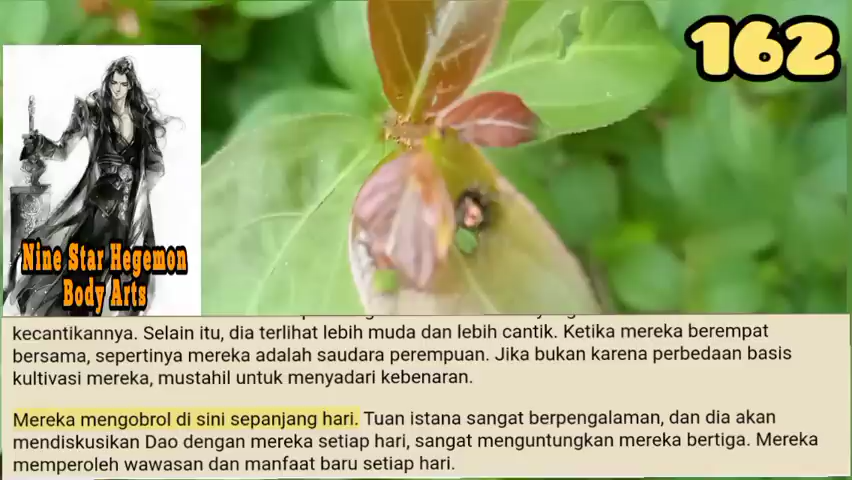 162
Nine Star Hegemon
Body Arts
kecantikannya. Selain itu, dia terlihat lebih muda dan lebih cantik. Ketika mereka berempat
bersama, sepertinya mereka adalah saudara perempuan. Jika bukan karena perbedaan basis
kultivasi mereka, mustahil untuk menyadari kebenaran.
Mereka mengobrol di sini sepanjang hari. Tuan istana sangat berpengalaman, dan dia akan
mendiskusikan Dao dengan mereka setiap hari, sangat menguntungkan mereka bertiga. Mereka
memperoleh wawasan dan manfaat baru setiap hari.